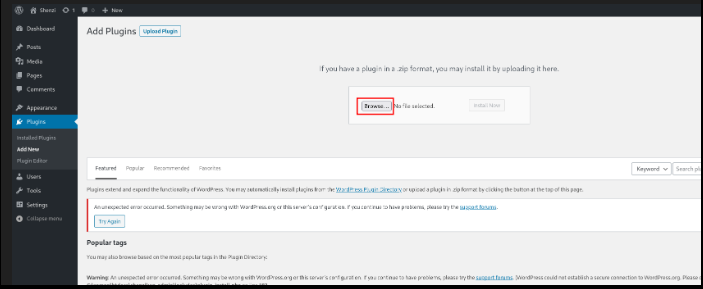 Shenal 1 0 + New
Dashboard
Posts
Media
Pages
Comments
Appearance
Plugins
Installed Plugins
Add New
Plugin Editor
Users
Tools
Settings
Collapse menu
Add Plugins Upload Plugin
If you have a plugin in a .zip format, you may install it by uploading it here.
Browse... No file selected. Install Now
Featured Popular Recommended Favorites Keyword Search
Plugins extend and expand the functionality of WordPress. You may automatically install plugins from the WordPress Plugin Directory or upload a plugin in .zip format by clicking the button at the top of this page.
An unexpected error occurred. Something may be wrong with WordPress.org or this server's configuration. If you continue to have problems, please try the support forums.
Try Again
Popular tags
You may also browse based on the most popular tags in the Plugin Directory:
Warning: An unexpected error occurred. Something may be wrong with WordPress.org or this server's configuration. If you continue to have problems, please try the support forums. (WordPress could not establish a secure connection to WordPress.org. Please